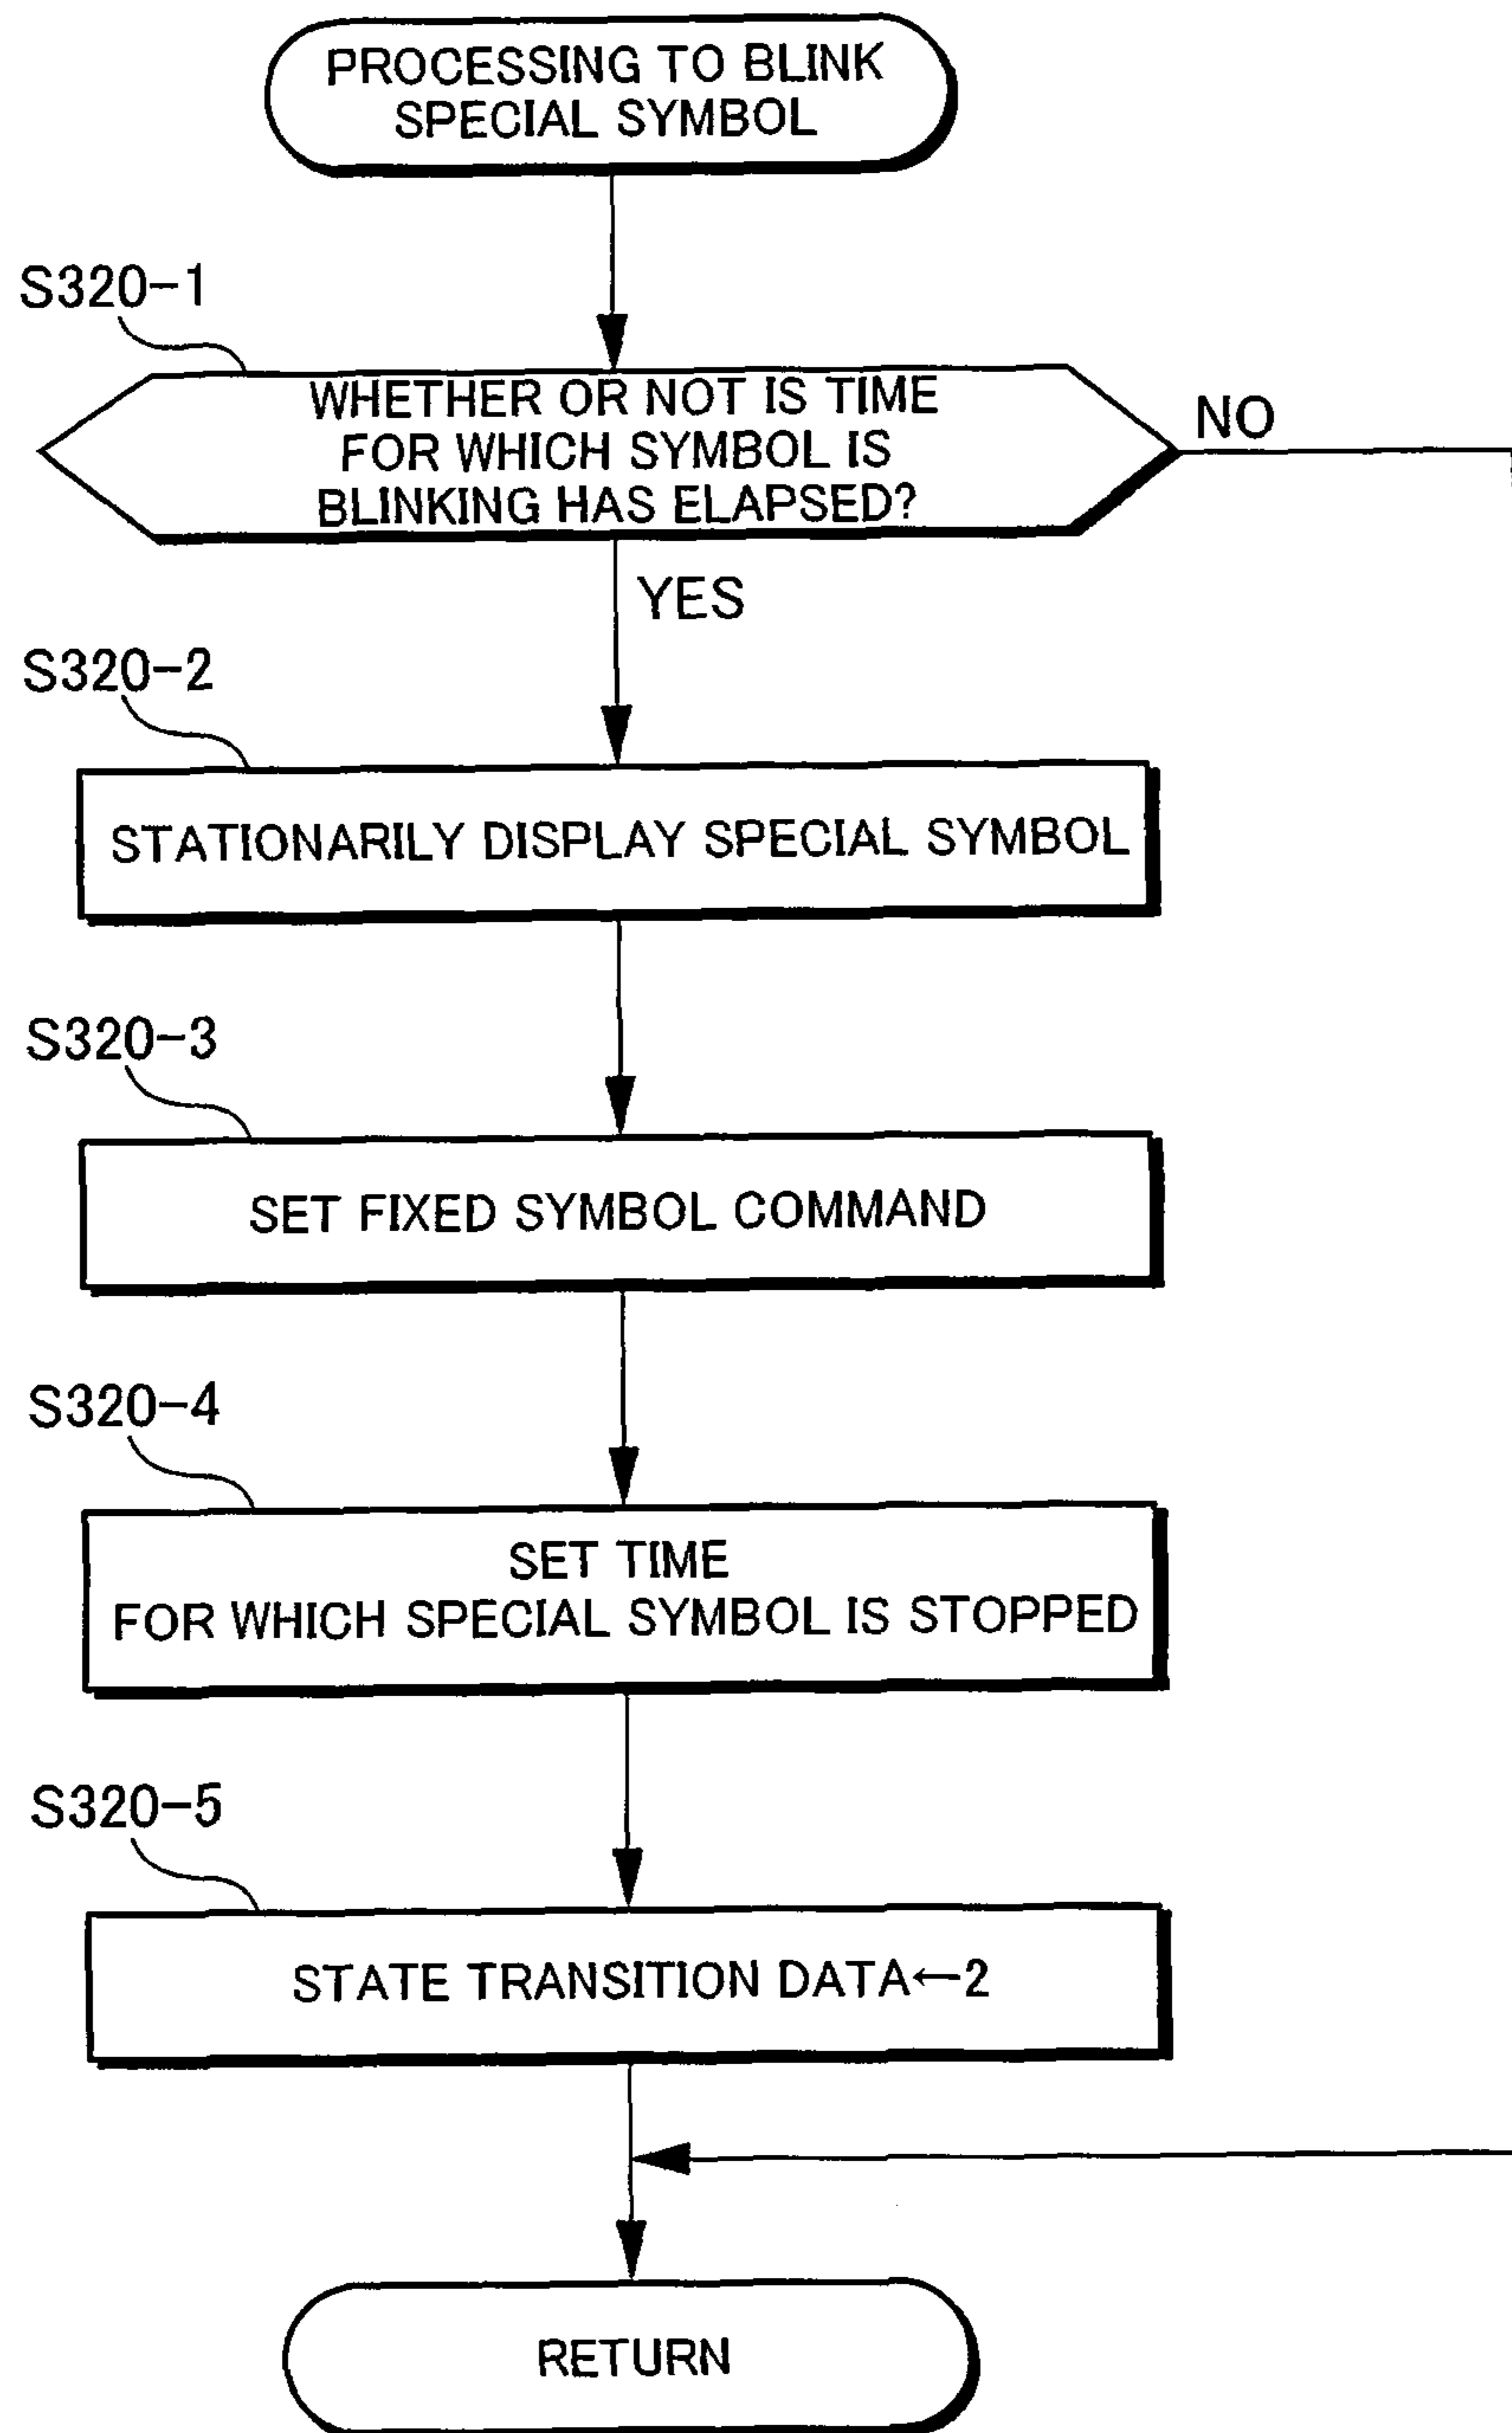 PROCESSING TO BLINK
SPECIAL SYMBOL
S320-1
WHETHER OR NOT IS TIME
FOR WHICH SYMBOL IS
BLINKING HAS ELAPSED?
NO
YES
S320-2
STATIONARILY DISPLAY SPECIAL SYMBOL
S320-3
SET FIXED SYMBOL COMMAND
S320-4
SET TIME
FOR WHICH SPECIAL SYMBOL IS STOPPED
S320-5
STATE TRANSITION DATA←2
RETURN